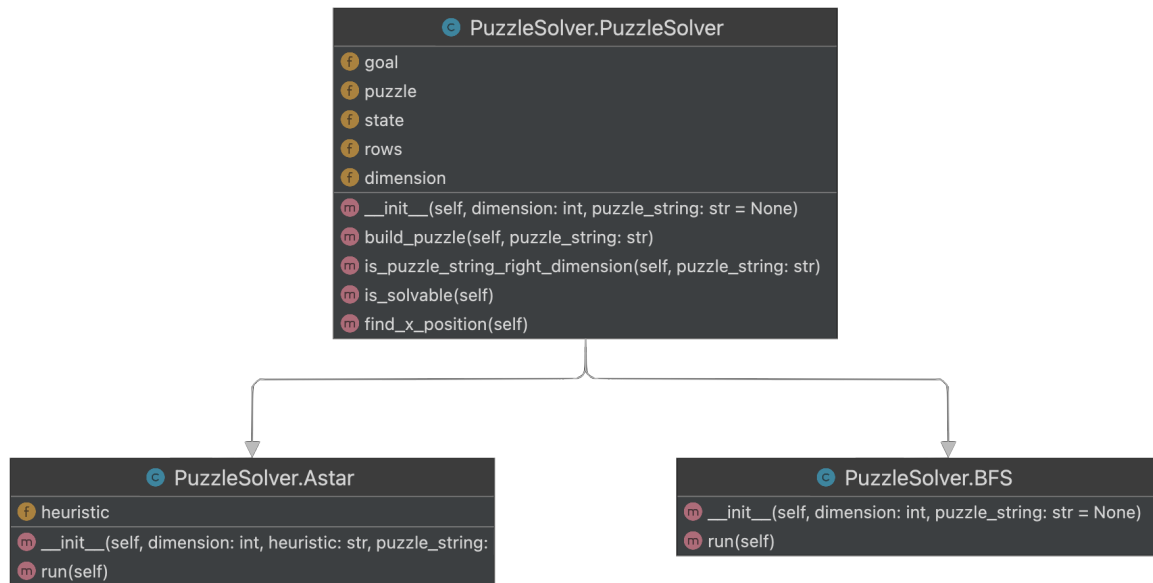 PuzzleSolver.PuzzleSolver
goal
puzzle
state
rows
dimension
__init__(self, dimension: int, puzzle_string: str = None)
build_puzzle(self, puzzle_string: str)
is_puzzle_string_right_dimension(self, puzzle_string: str)
is_solvable(self)
find_x_position(self)
PuzzleSolver.Astar
heuristic
__init__(self, dimension: int, heuristic: str, puzzle_string:
run(self)
PuzzleSolver.BFS
__init__(self, dimension: int, puzzle_string: str = None)
run(self)